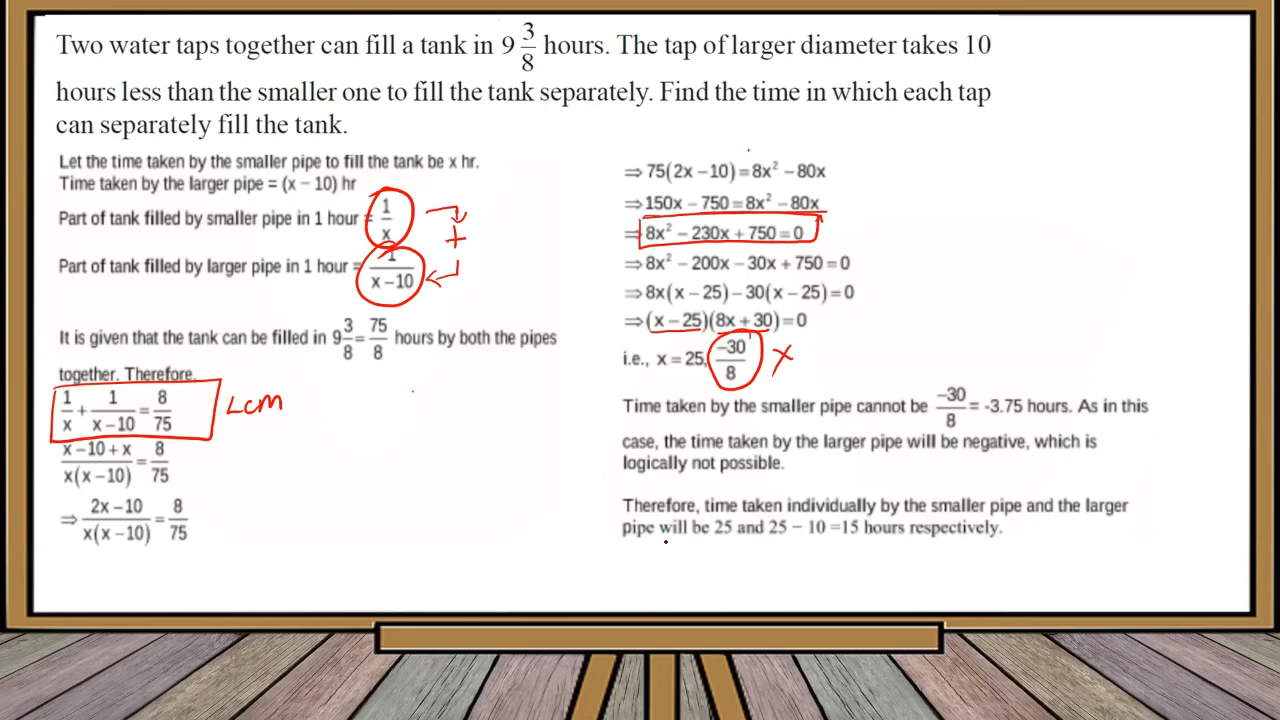 Two water taps together can fill a tank in 9 3/8 hours. The tap of larger diameter takes 10
hours less than the smaller one to fill the tank separately. Find the time in which each tap
can separately fill the tank.
Let the time taken by the smaller pipe to fill the tank be x hr.
Time taken by the larger pipe = (x – 10) hr
Part of tank filled by smaller pipe in 1 hour = 1/x
+
Part of tank filled by larger pipe in 1 hour = 1/(x – 10)
It is given that the tank can be filled in 9 3/8 = 75/8 hours by both the pipes
together. Therefore,
1/x + 1/(x – 10) = 8/75
LCM
(x – 10 + x)/(x(x – 10)) = 8/75
⇒ (2x – 10)/(x(x – 10)) = 8/75
⇒ 75(2x – 10) = 8x² – 80x
⇒ 150x – 750 = 8x² – 80x
⇒ 8x² – 230x + 750 = 0
⇒ 8x² – 200x – 30x + 750 = 0
⇒ 8x(x – 25) – 30(x – 25) = 0
⇒ (x – 25)(8x + 30) = 0
i.e., x = 25, –30/8 X
Time taken by the smaller pipe cannot be –30/8 = -3.75 hours. As in this
case, the time taken by the larger pipe will be negative, which is
logically not possible.
Therefore, time taken individually by the smaller pipe and the larger
pipe will be 25 and 25 – 10 =15 hours respectively.